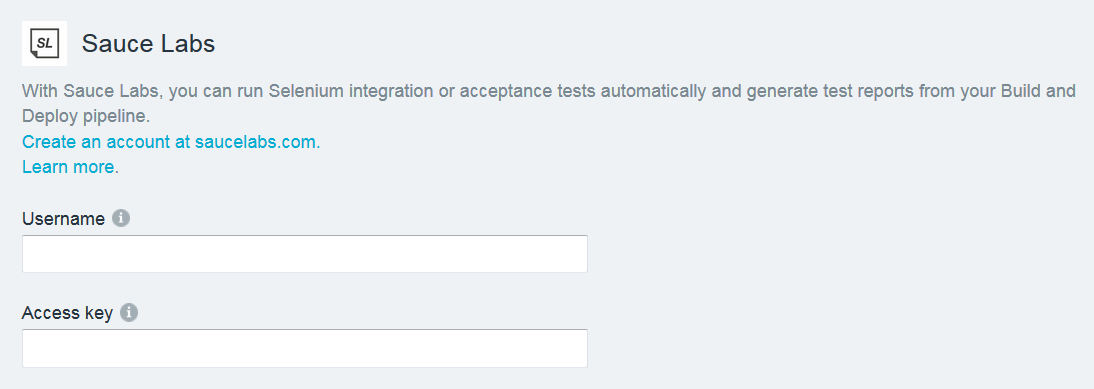 SL
Sauce Labs
With Sauce Labs, you can run Selenium integration or acceptance tests automatically and generate test reports from your Build and
Deploy pipeline.
Create an account at saucelabs.com.
Learn more.
Username i
Access key i